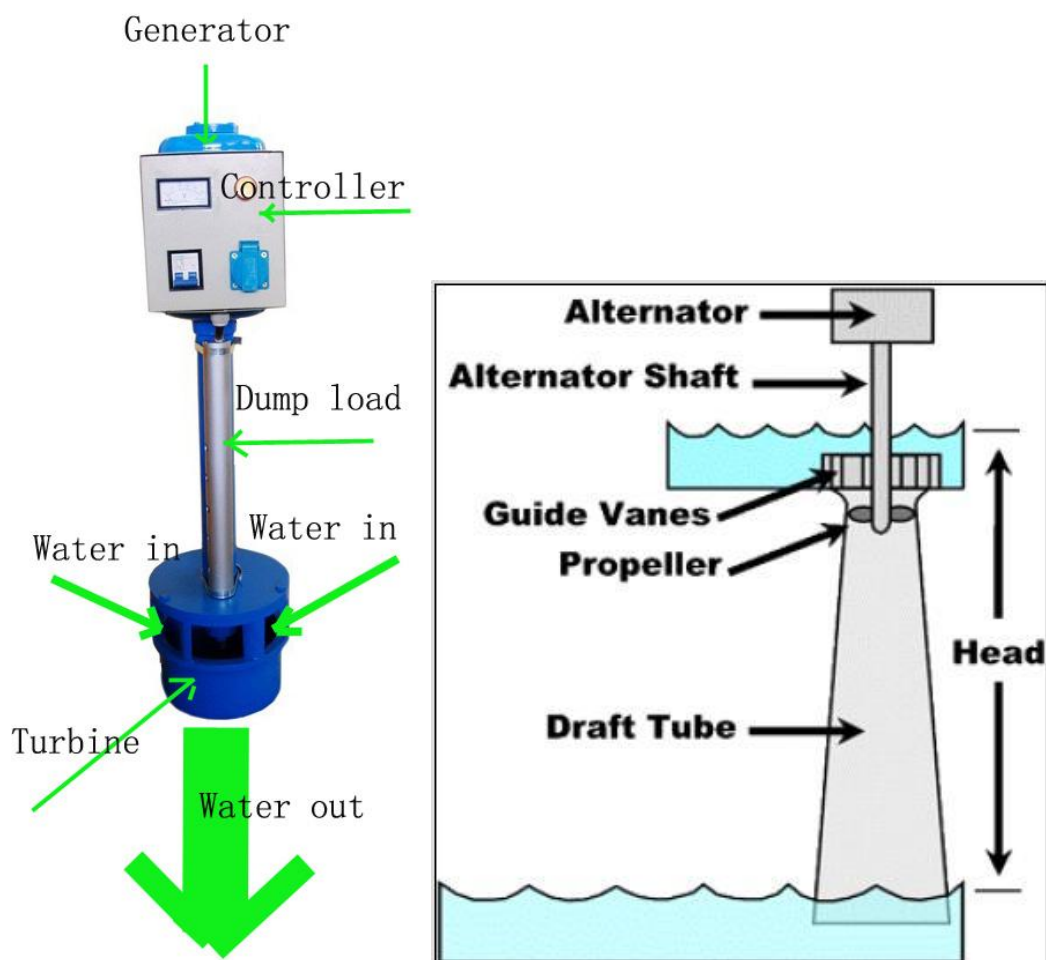 Generator
Controller
Dump load
Water in
Water in
Turbine
Water out
Alternator
Alternator Shaft
Guide Vanes
Propeller
Head
Draft Tube